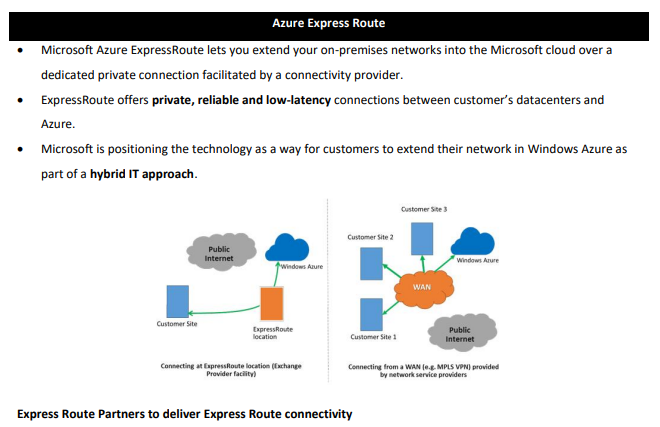 Azure Express Route
• Microsoft Azure ExpressRoute lets you extend your on-premises networks into the Microsoft cloud over a
dedicated private connection facilitated by a connectivity provider.
• ExpressRoute offers private, reliable and low-latency connections between customer's datacenters and
Azure.
• Microsoft is positioning the technology as a way for customers to extend their network in Windows Azure as
part of a hybrid IT approach.
Public
Internet
Windows Azure
Customer Site
ExpressRoute
location
Connecting at ExpressRoute location (Exchange
Provider facility)
Customer Site 3
Customer Site 2
Windows Azure
WAN
Customer Site 1
Public
Internet
Connecting from a WAN (e.g. MPLS VPN) provided
by network service providers
Express Route Partners to deliver Express Route connectivity